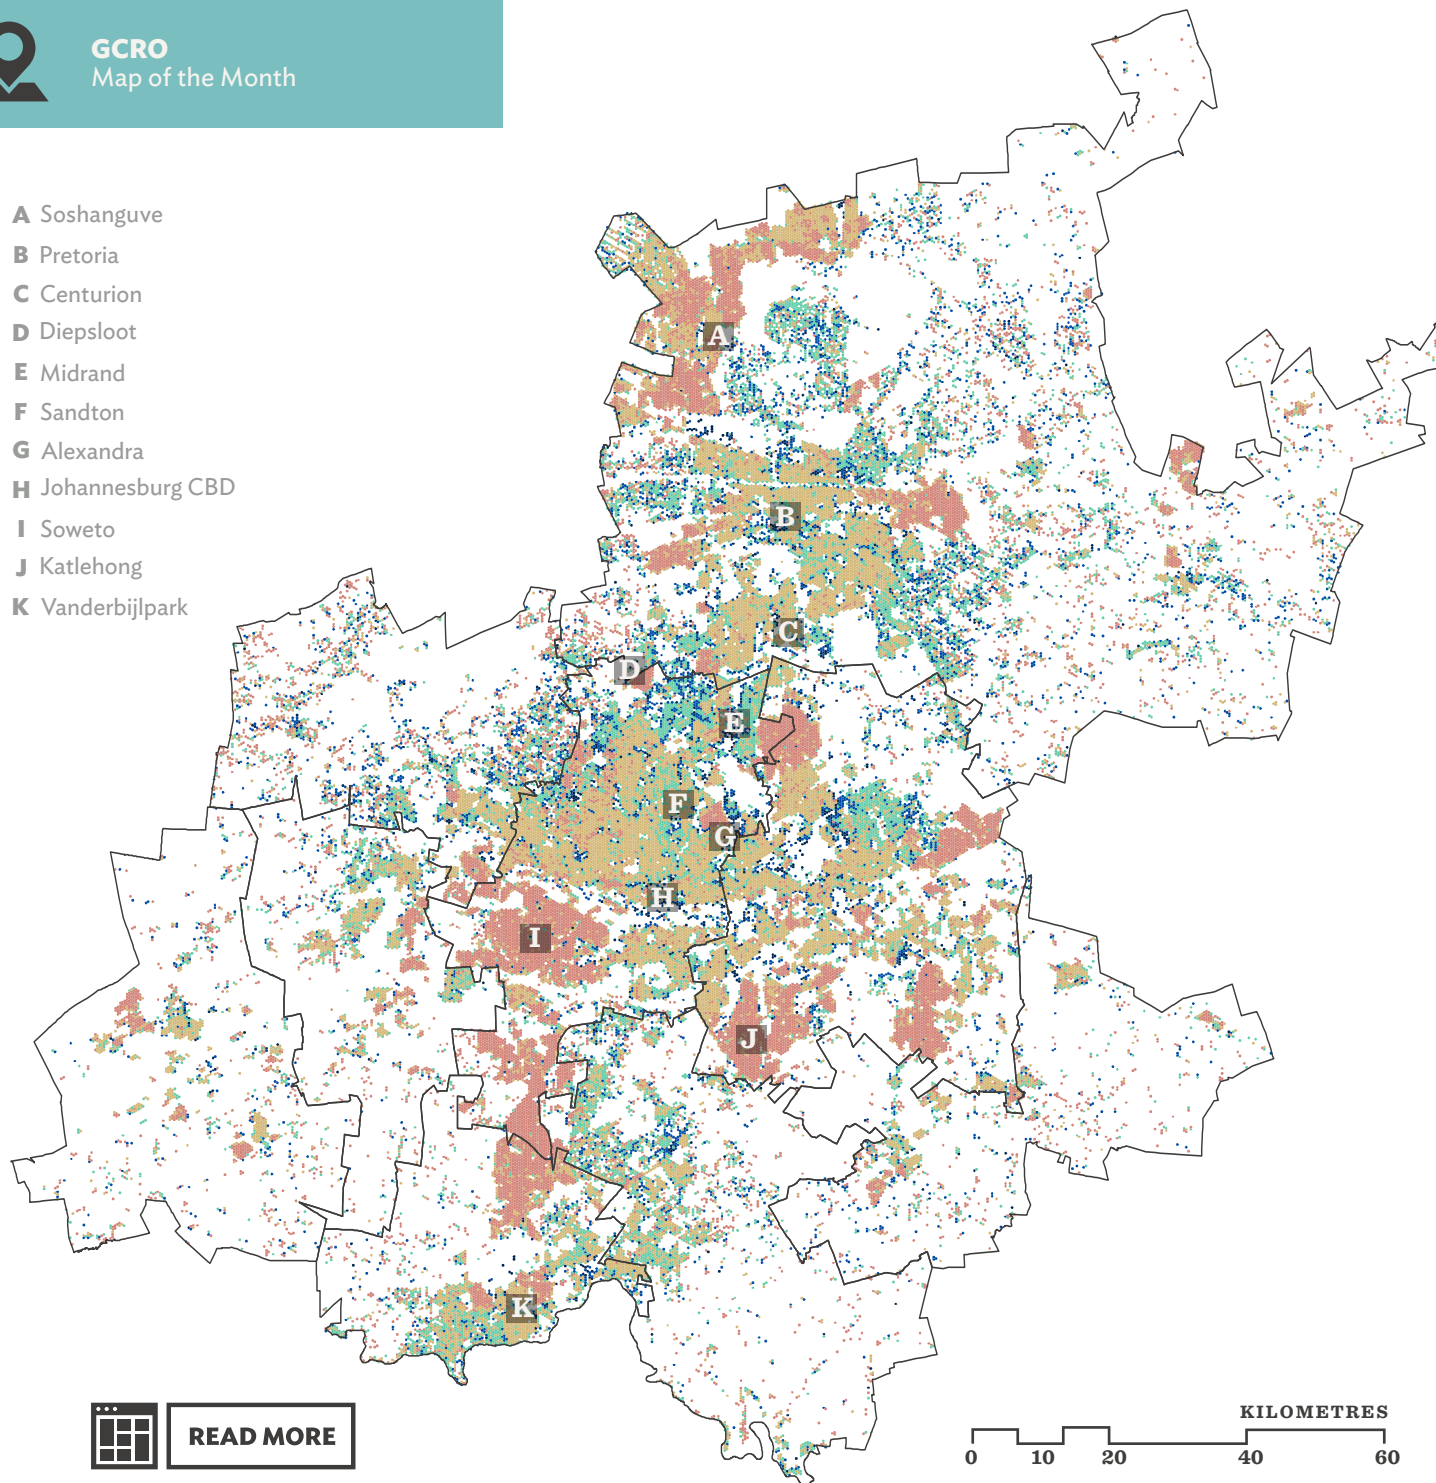 GCRO
Map of the Month
A Soshanguve
B Pretoria
C Centurion
D Diepsloot
E Midrand
F Sandton
G Alexandra
H Johannesburg CBD
I Soweto
J Katlehong
K Vanderbijlpark
A
B
C
D
E
F
G
H
I
J
K
READ MORE
KILOMETRES
0 10 20 40 60